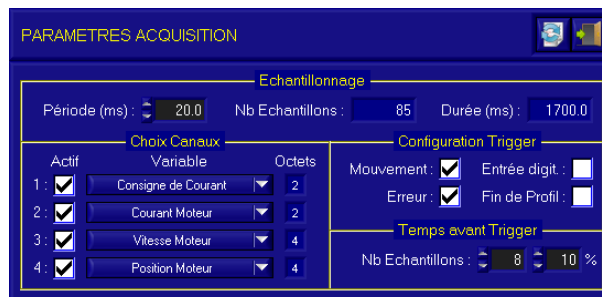 PARAMETRES ACQUISITION
Echantillonnage
Période (ms) : 20.0 Nb Echantillons : 85 Durée (ms) : 1700.0
Choix Canaux
Actif Variable Octets
1 : Consigne de Courant 2
2 : Courant Moteur 2
3 : Vitesse Moteur 4
4 : Position Moteur 4
Configuration Trigger
Mouvement : Entrée digit. :
Erreur : Fin de Profil :
Temps avant Trigger
Nb Echantillons : 8 10 %